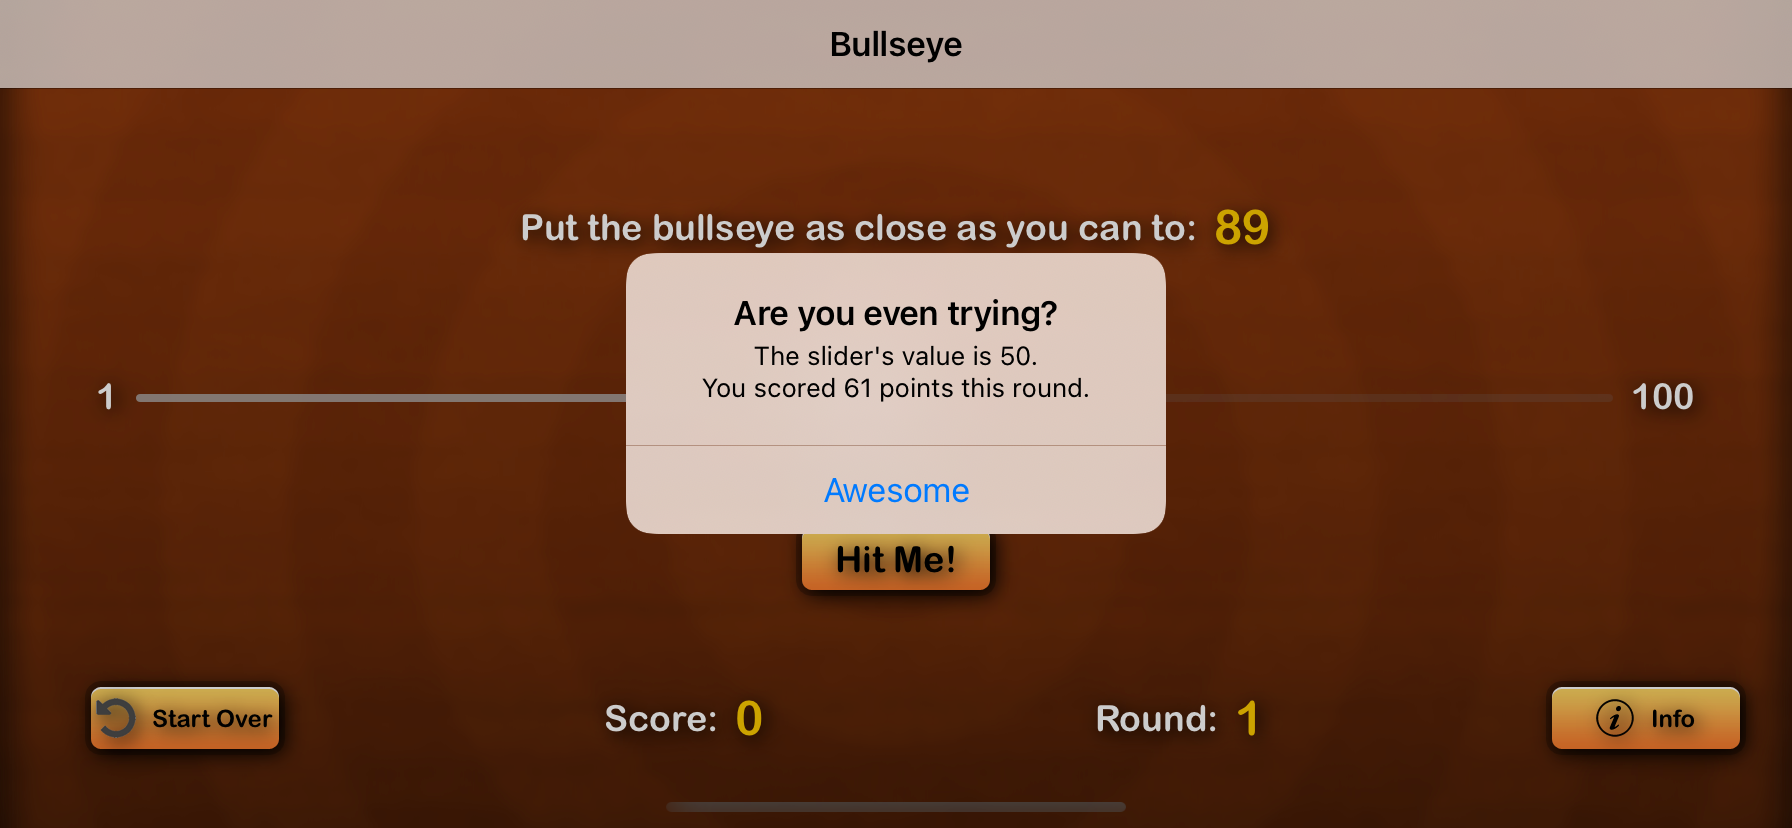 Bullseye
Put the bullseye as close as you can to: 89
Are you even trying?
The slider's value is 50.
You scored 61 points this round.
1 100
Awesome
Hit Me!
Start Over Score: 0 Round: 1 Info